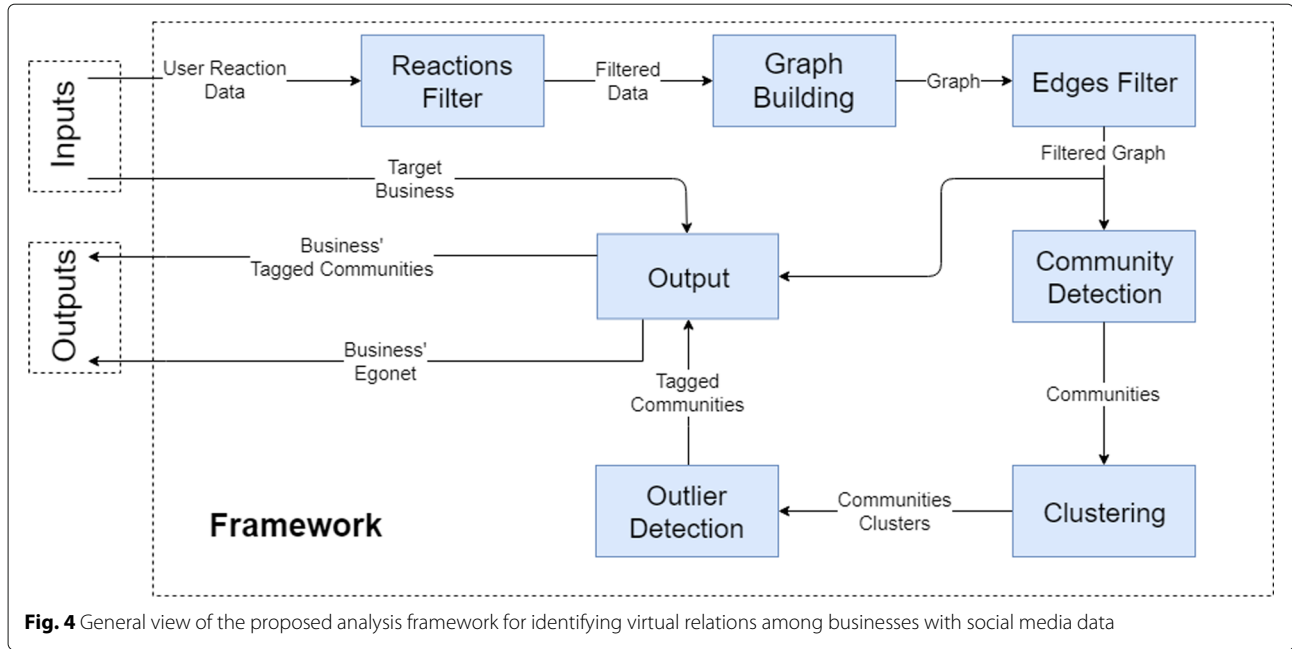 User Reaction
Data
Reactions
Filter
Filtered
Data
Graph
Building
Graph
Edges Filter
Inputs
Target
Business
Filtered Graph
Outputs
Business'
Tagged Communities
Output
Community
Detection
Business'
Egonet
Tagged
Communities
Communities
Framework
Outlier
Detection
Communities
Clusters
Clustering
Fig. 4 General view of the proposed analysis framework for identifying virtual relations among businesses with social media data